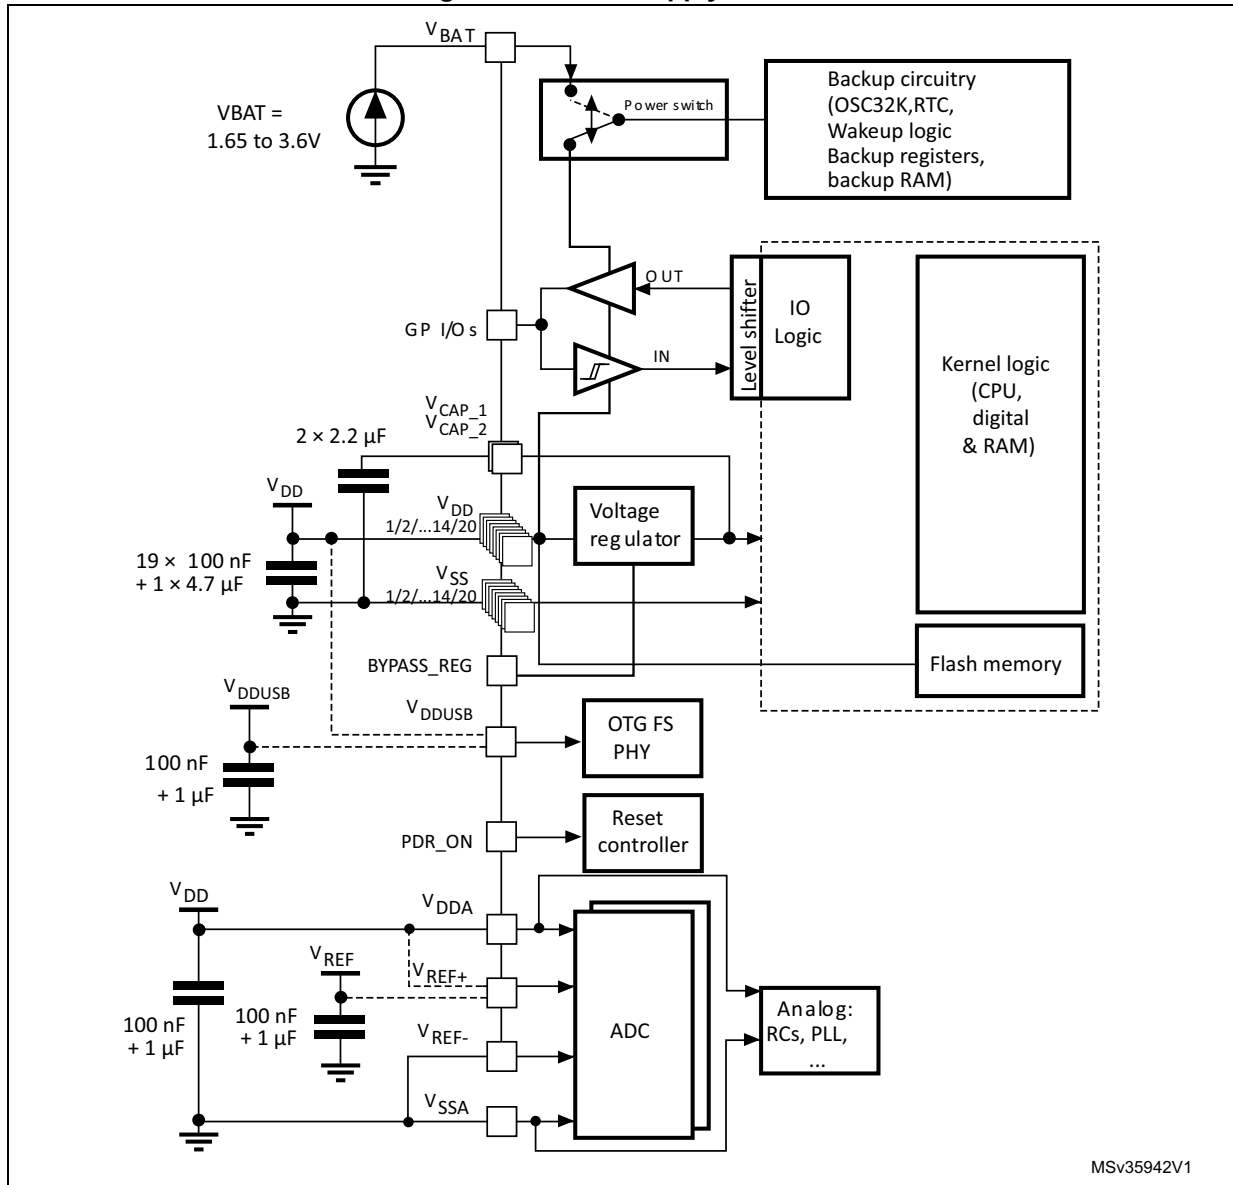 V BAT
VBAT =
1.65 to 3.6V
Power switch
Backup circuitry
(OSC32K,RTC,
Wakeup logic
Backup registers,
backup RAM)
OUT
GP I/Os
IN
Level shifter
IO
Logic
Kernel logic
(CPU,
digital
& RAM)
VCAP_1
VCAP_2
2 × 2.2 µF
VDD
VDD
1/2/...14/20
Voltage
regulator
19 × 100 nF
+ 1 × 4.7 µF
VSS
1/2/...14/20
BYPASS_REG
Flash memory
VDDUSB
VDDUSB
OTG FS
PHY
100 nF
+ 1 µF
PDR_ON
Reset
controller
VDD
VDDA
VREF
VREF+
100 nF
+ 1 µF
100 nF
+ 1 µF
VREF-
ADC
Analog:
RCs, PLL,
...
VSSA
MSv35942V1